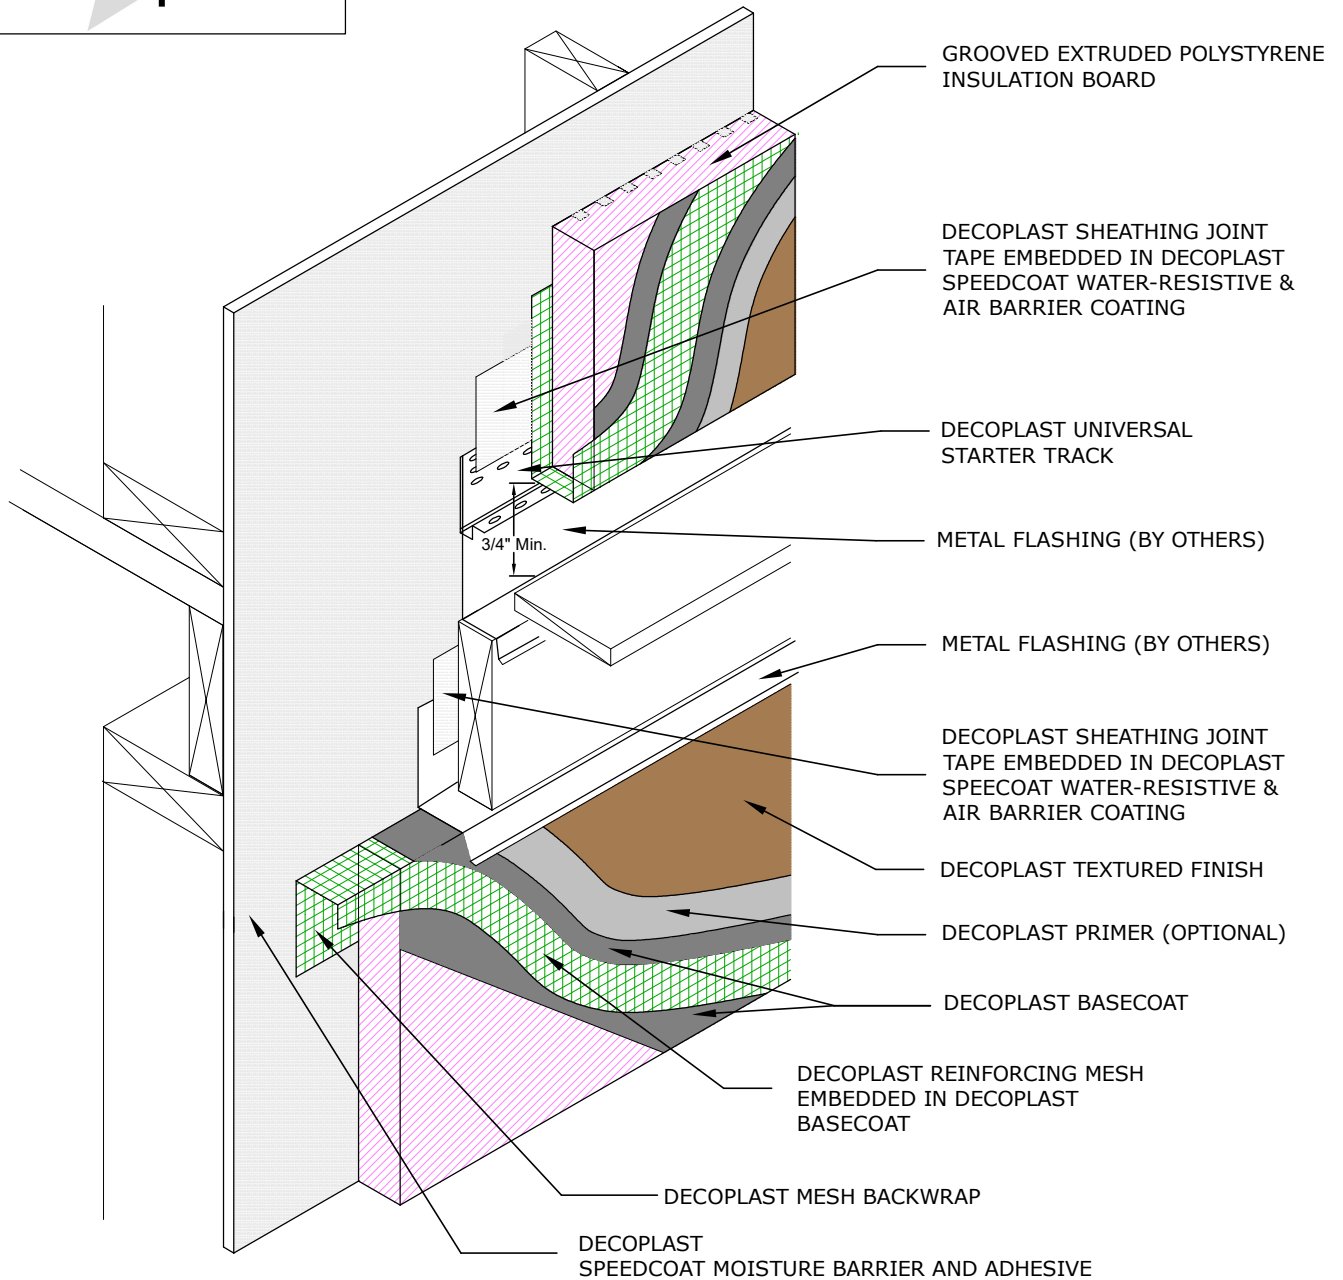 GROOVED EXTRUDED POLYSTYRENE
INSULATION BOARD
DECOPLAST SHEATHING JOINT
TAPE EMBEDDED IN DECOPLAST
SPEEDCOAT WATER-RESISTIVE &
AIR BARRIER COATING
DECOPLAST UNIVERSAL
STARTER TRACK
METAL FLASHING (BY OTHERS)
3/4" Min.
METAL FLASHING (BY OTHERS)
DECOPLAST SHEATHING JOINT
TAPE EMBEDDED IN DECOPLAST
SPEECOAT WATER-RESISTIVE &
AIR BARRIER COATING
DECOPLAST TEXTURED FINISH
DECOPLAST PRIMER (OPTIONAL)
DECOPLAST BASECOAT
DECOPLAST REINFORCING MESH
EMBEDDED IN DECOPLAST
BASECOAT
DECOPLAST MESH BACKWRAP
DECOPLAST
SPEEDCOAT MOISTURE BARRIER AND ADHESIVE